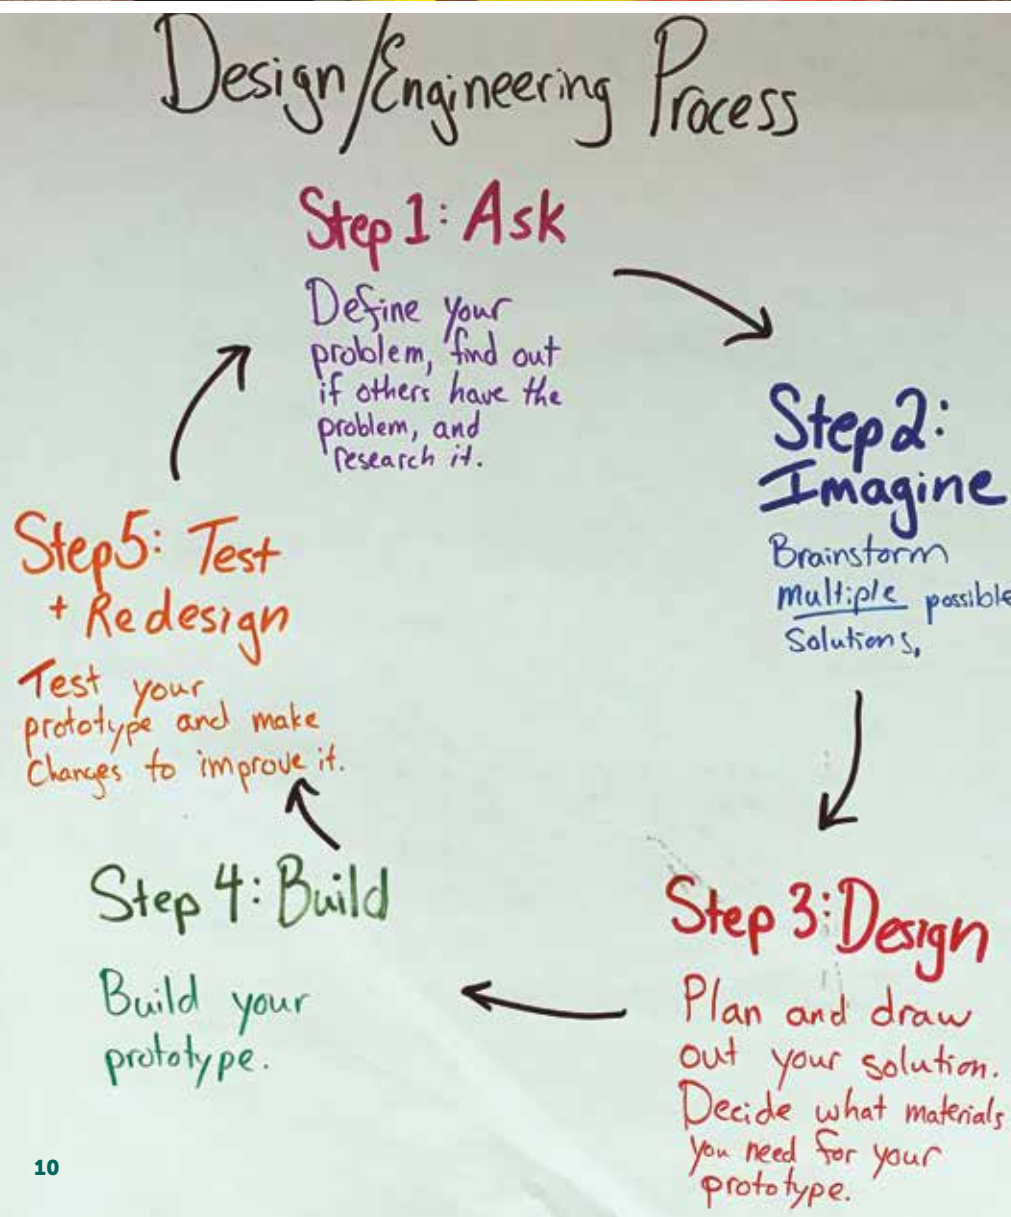 Design/Engineering Process
Step 1: Ask
Define your
problem, find out
if others have the
problem, and
research it.
Step 2:
Imagine
Brainstorm
multiple possible
Solutions,
Step 3: Design
Plan and draw
out your solution.
Decide what materials
you need for your
prototype.
Step 4: Build
Build your
prototype.
Step 5: Test
+ Redesign
Test your
prototype and make
Changes to improve it.
10